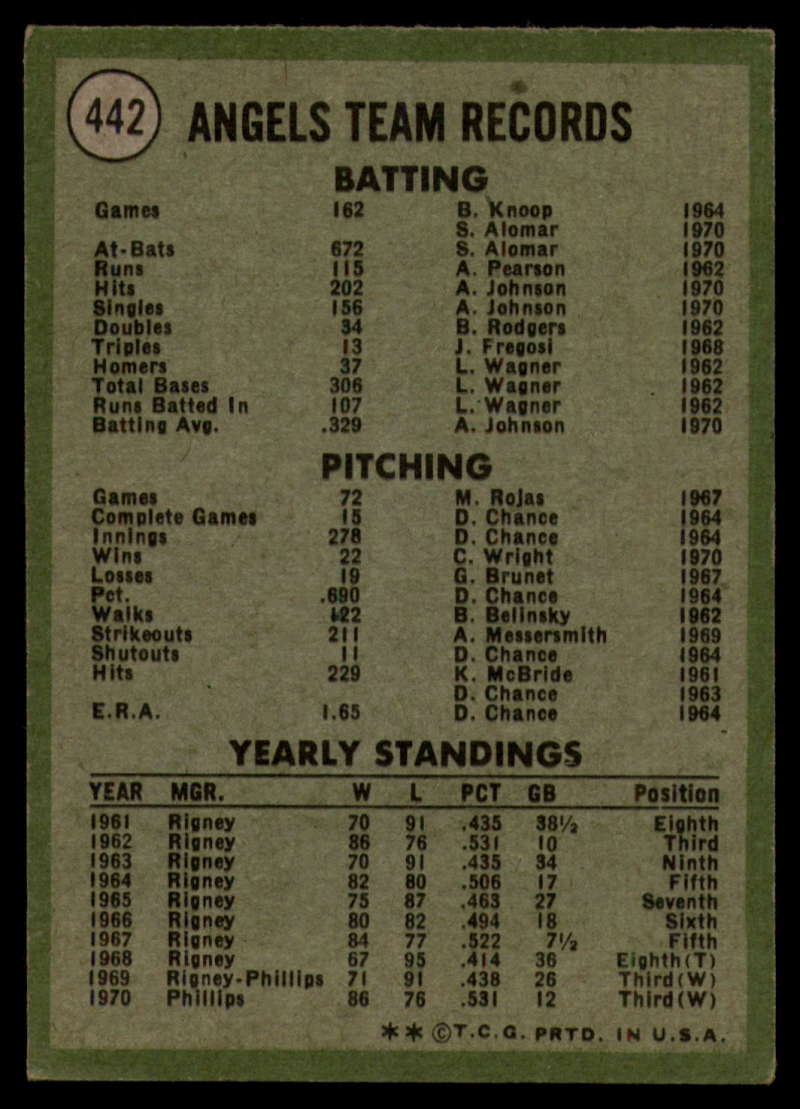 442 ANGELS TEAM RECORDS
BATTING
Games 162 B. Knoop 1964
S. Alomar 1970
At-Bats 672 S. Alomar 1970
Runs 115 A. Pearson 1962
Hits 202 A. Johnson 1970
Singles 156 A. Johnson 1970
Doubles 34 B. Rodgers 1962
Triples 13 J. Fregosi 1968
Homers 37 L. Wagner 1962
Total Bases 306 L. Wagner 1962
Runs Batted In 107 L. Wagner 1962
Batting Avg. .329 A. Johnson 1970
PITCHING
Games 72 M. Rojas 1967
Complete Games 15 D. Chance 1964
Innings 278 D. Chance 1964
Wins 22 C. Wright 1970
Losses 19 G. Brunet 1967
Pct. .690 D. Chance 1964
Walks 122 B. Belinsky 1962
Strikeouts 211 A. Messersmith 1969
Shutouts 11 D. Chance 1964
Hits 229 K. McBride 1961
D. Chance 1963
E.R.A. 1.65 D. Chance 1964
YEARLY STANDINGS
YEAR MGR. W L PCT GB Position
1961 Rigney 70 91 .435 38½ Eighth
1962 Rigney 86 76 .531 10 Third
1963 Rigney 70 91 .435 34 Ninth
1964 Rigney 82 80 .506 17 Fifth
1965 Rigney 75 87 .463 27 Seventh
1966 Rigney 80 82 .494 18 Sixth
1967 Rigney 84 77 .522 7½ Fifth
1968 Rigney 67 95 .414 36 Eighth(T)
1969 Rigney-Phillips 71 91 .438 26 Third(W)
1970 Phillips 86 76 .531 12 Third(W)
** ©T.C.G. PRTD. IN U.S.A.